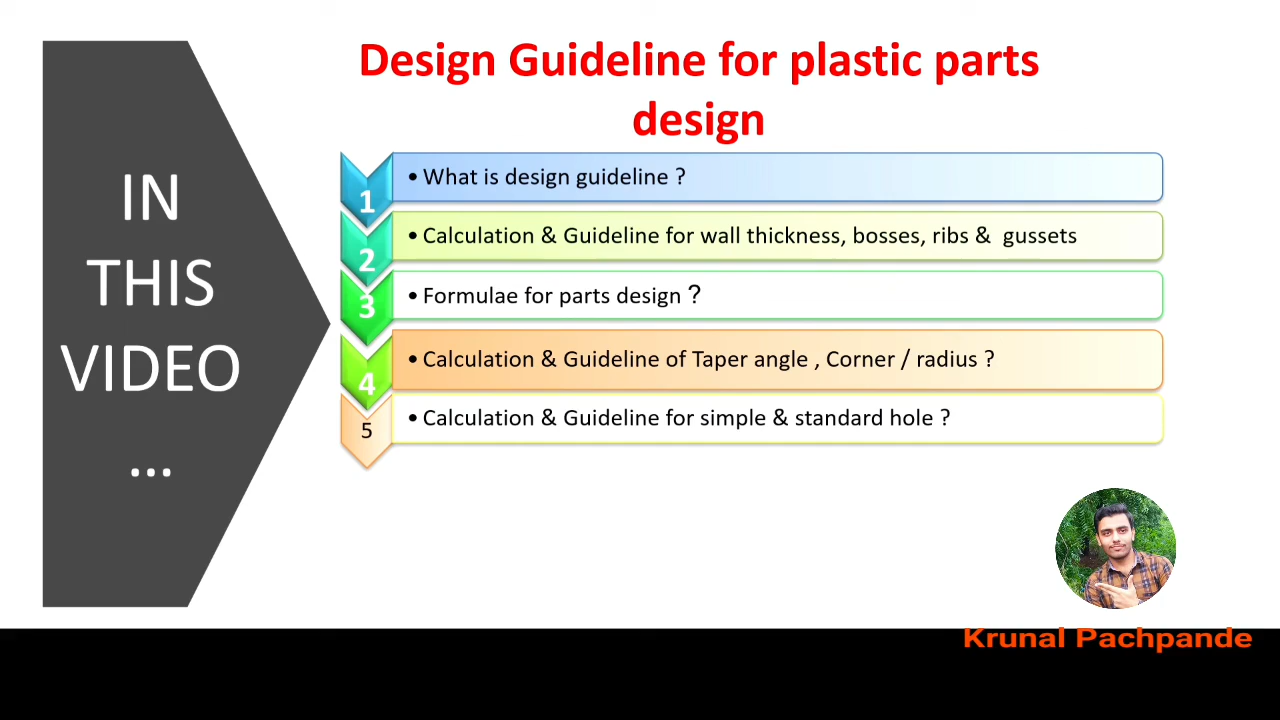 Design Guideline for plastic parts
design
IN
THIS
VIDEO
...
1
• What is design guideline ?
2
• Calculation & Guideline for wall thickness, bosses, ribs & gussets
3
• Formulae for parts design ?
4
• Calculation & Guideline of Taper angle , Corner / radius ?
5
• Calculation & Guideline for simple & standard hole ?
Krunal Pachpande